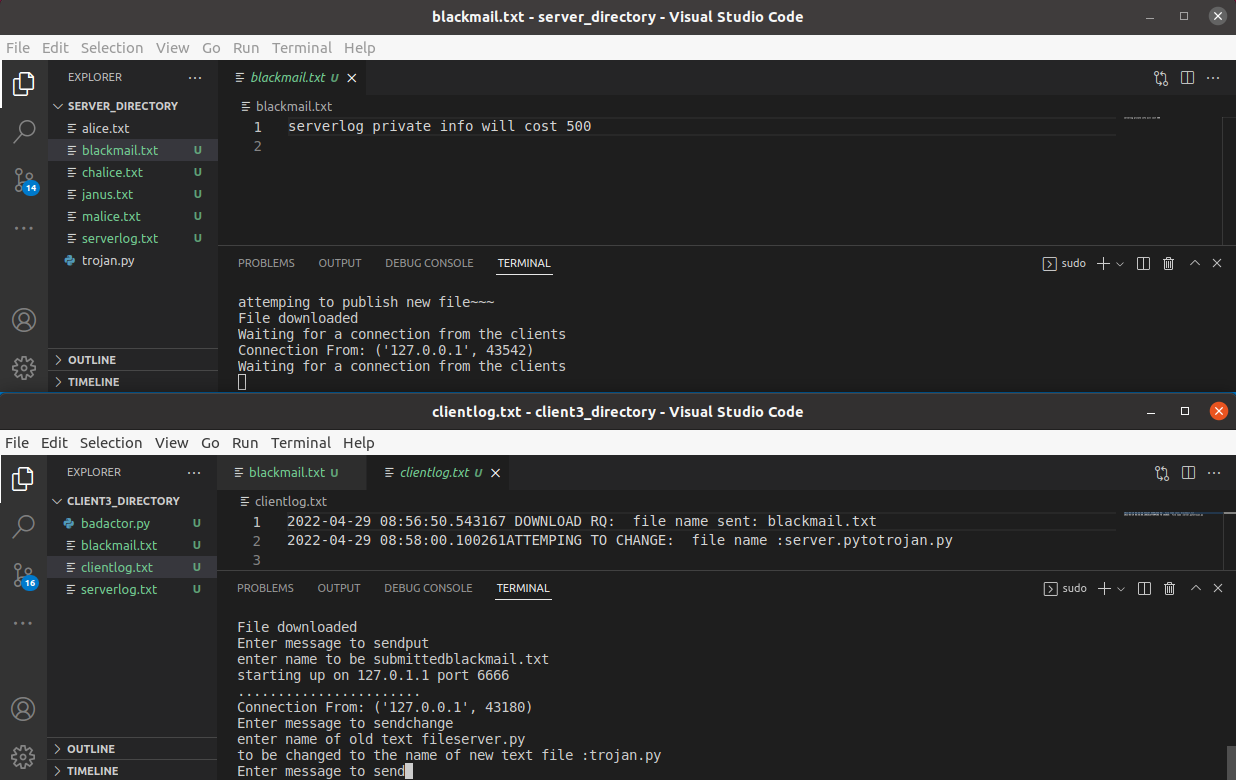 blackmail.txt - server_directory - Visual Studio Code
File Edit Selection View Go Run Terminal Help
EXPLORER
blackmail.txt U
SERVER_DIRECTORY
blackmail.txt
alice.txt
1 serverlog private info will cost 500
blackmail.txt U
2
chalice.txt U
14
janus.txt U
malice.txt U
serverlog.txt U
trojan.py
PROBLEMS OUTPUT DEBUG CONSOLE TERMINAL
sudo
attemping to publish new file~~~
File downloaded
Waiting for a connection from the clients
Connection From: ('127.0.0.1', 43542)
Waiting for a connection from the clients
OUTLINE
TIMELINE
clientlog.txt - client3_directory - Visual Studio Code
File Edit Selection View Go Run Terminal Help
EXPLORER
blackmail.txt U
clientlog.txt U
CLIENT3_DIRECTORY
clientlog.txt
badactor.py U
1 2022-04-29 08:56:50.543167 DOWNLOAD RQ:  file name sent: blackmail.txt
blackmail.txt U
2 2022-04-29 08:58:00.100261ATTEMPING TO CHANGE:  file name :server.pytotrojan.py
clientlog.txt U
3
16
serverlog.txt U
PROBLEMS OUTPUT DEBUG CONSOLE TERMINAL
sudo
File downloaded
Enter message to sendput
enter name to be submittedblackmail.txt
starting up on 127.0.1.1 port 6666
.......................
Connection From: ('127.0.0.1', 43180)
Enter message to sendchange
enter name of old text fileserver.py
to be changed to the name of new text file :trojan.py
Enter message to send
OUTLINE
TIMELINE